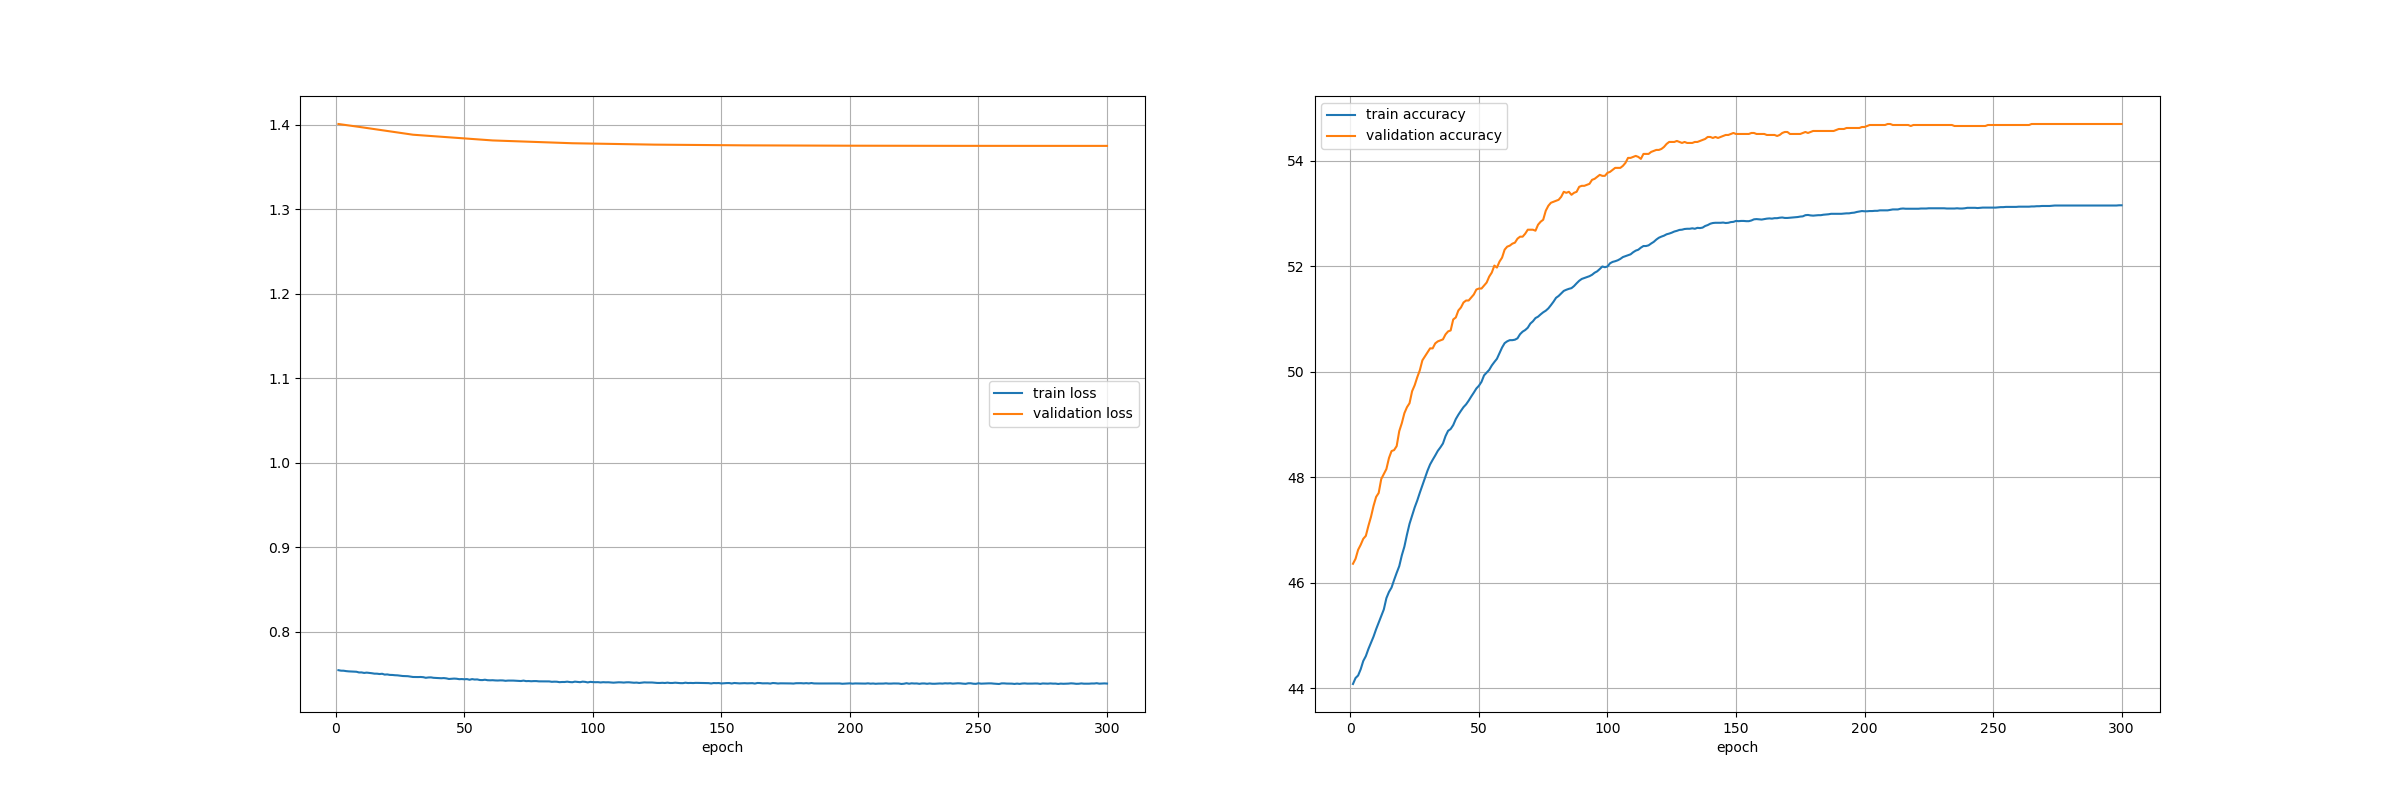 1.4
1.3
1.2
1.1
1.0
0.9
0.8
train loss
validation loss
0 50 100 150 200 250 300
epoch
train accuracy
validation accuracy
54
52
50
48
46
44
0 50 100 150 200 250 300
epoch